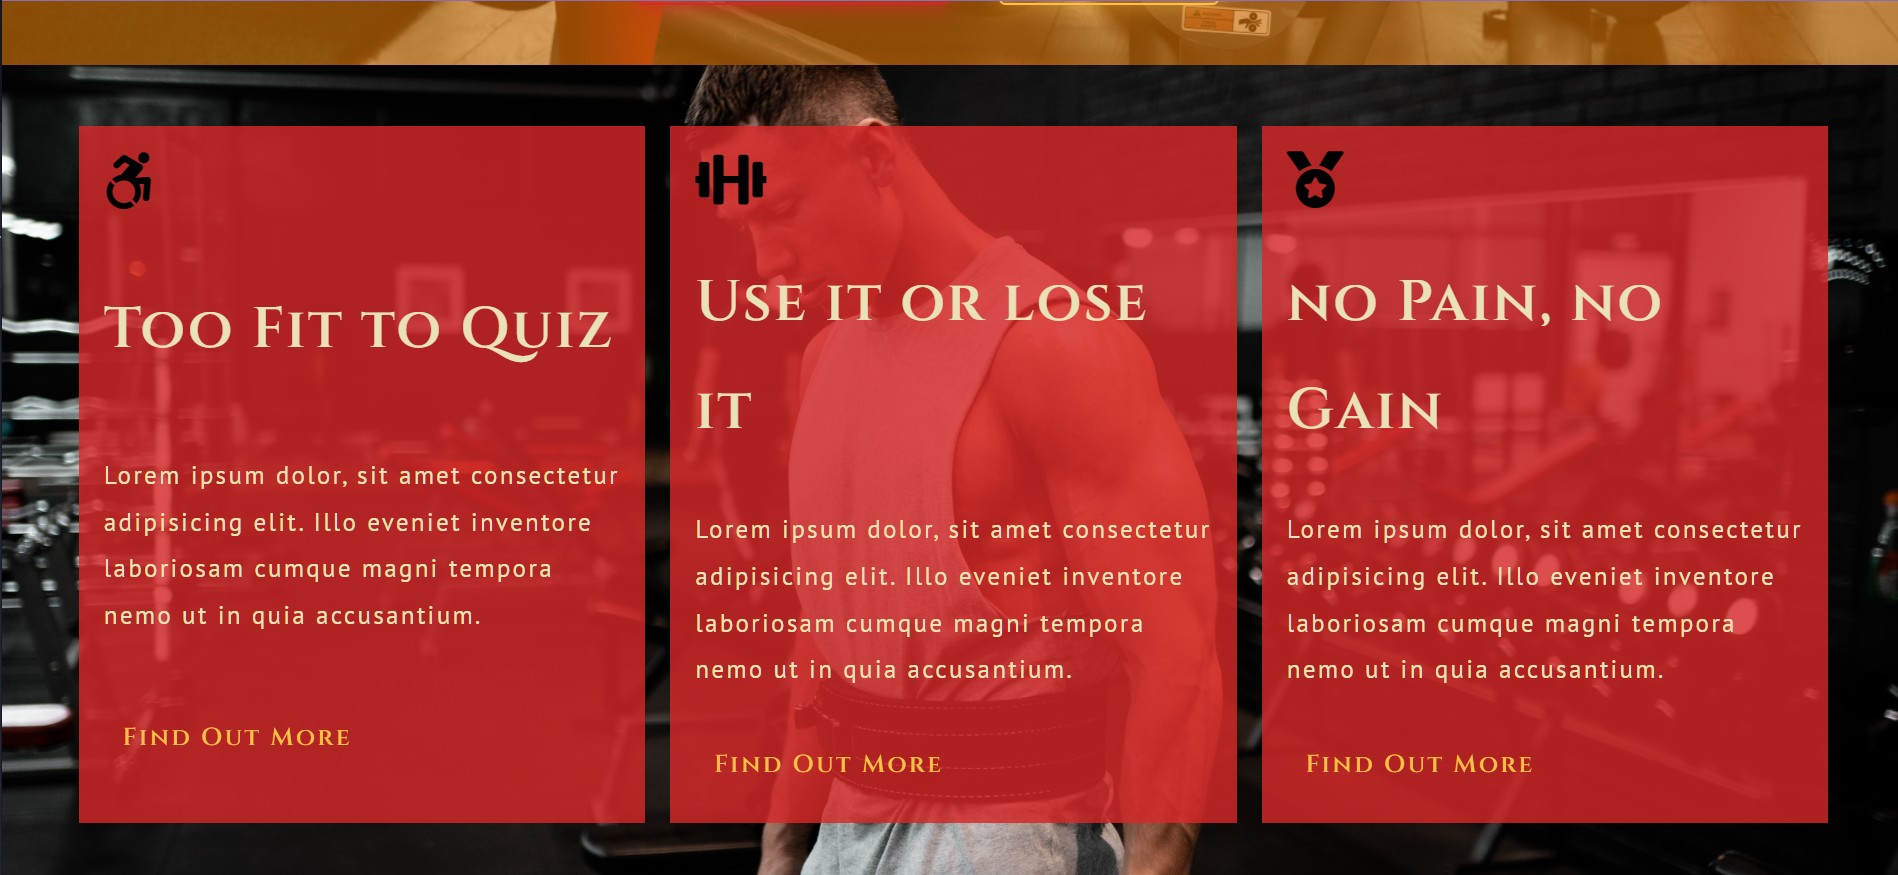 Too Fit to Quiz
Lorem ipsum dolor, sit amet consectetur
adipisicing elit. Illo eveniet inventore
laboriosam cumque magni tempora
nemo ut in quia accusantium.
Find Out More
Use it or lose
it
Lorem ipsum dolor, sit amet consectetur
adipisicing elit. Illo eveniet inventore
laboriosam cumque magni tempora
nemo ut in quia accusantium.
Find Out More
no Pain, no
Gain
Lorem ipsum dolor, sit amet consectetur
adipisicing elit. Illo eveniet inventore
laboriosam cumque magni tempora
nemo ut in quia accusantium.
Find Out More